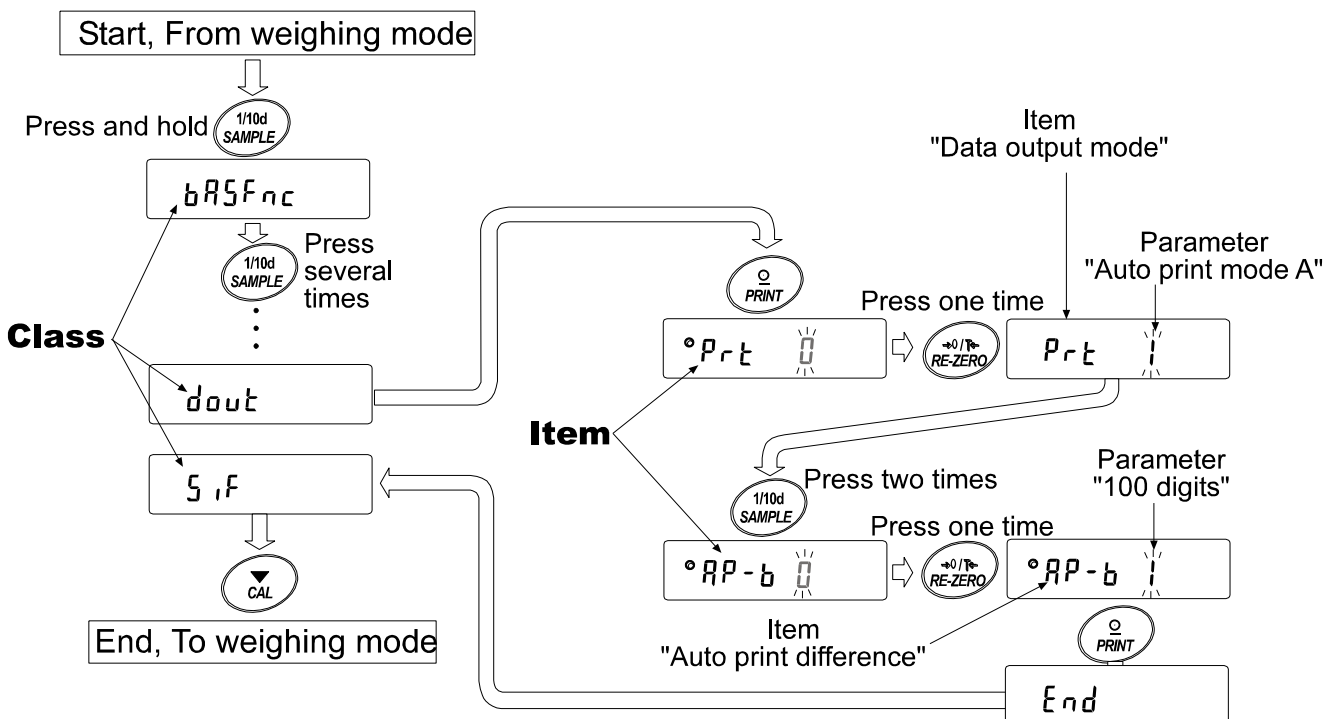 Start, From weighing mode
Press and hold
1/10d
SAMPLE
bASFnc
1/10d
SAMPLE
Press
several
times
Class
dout
S iF
CAL
End, To weighing mode
PRINT
Prt 0
Press one time
→0/T←
RE-ZERO
Item
"Data output mode"
Parameter
"Auto print mode A"
Prt 1
Item
1/10d
SAMPLE
Press two times
AP-b 0
Press one time
→0/T←
RE-ZERO
Parameter
"100 digits"
AP-b 1
Item
"Auto print difference"
PRINT
End